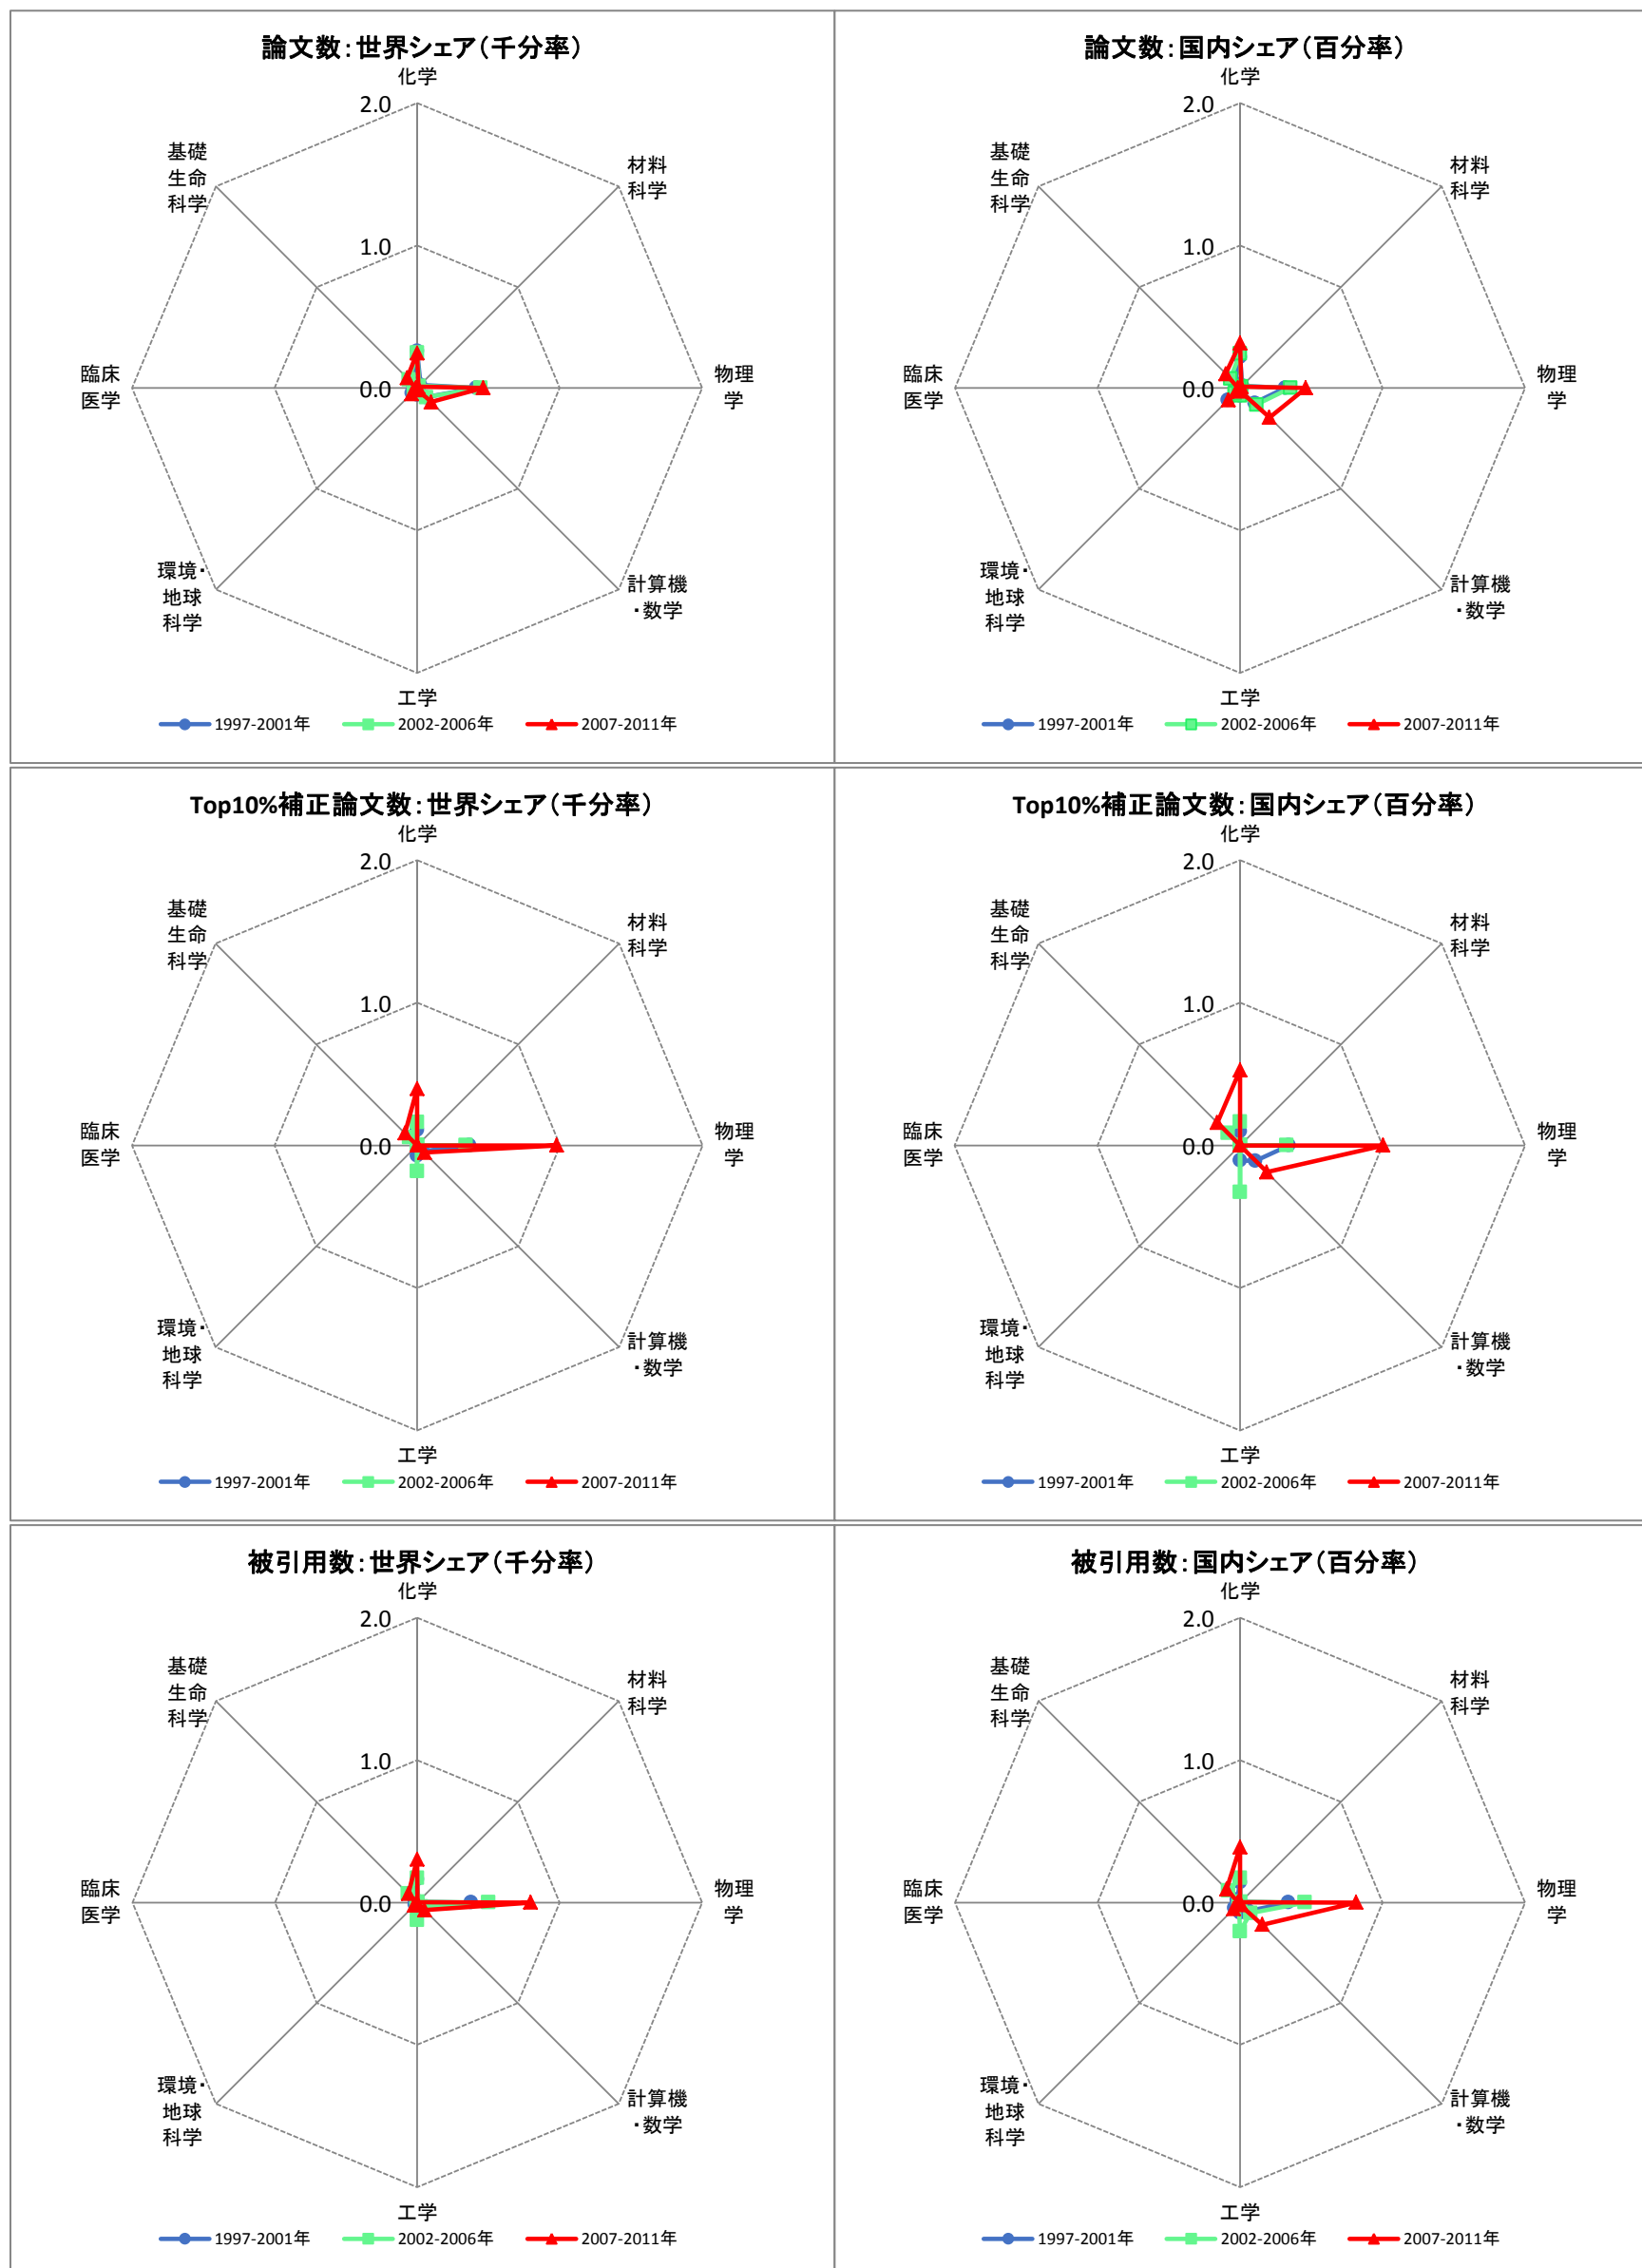 論文数:世界シェア(千分率)
化学
2.0
基礎
生命
科学
材料
科学
1.0
臨床
医学
0.0
物理
学
環境・
地球
科学
計算機
・数学
工学
1997-2001年 2002-2006年 2007-2011年
論文数:国内シェア(百分率)
化学
2.0
基礎
生命
科学
材料
科学
1.0
臨床
医学
0.0
物理
学
環境・
地球
科学
計算機
・数学
工学
1997-2001年 2002-2006年 2007-2011年
Top10%補正論文数:世界シェア(千分率)
化学
2.0
基礎
生命
科学
材料
科学
1.0
臨床
医学
0.0
物理
学
環境・
地球
科学
計算機
・数学
工学
1997-2001年 2002-2006年 2007-2011年
Top10%補正論文数:国内シェア(百分率)
化学
2.0
基礎
生命
科学
材料
科学
1.0
臨床
医学
0.0
物理
学
環境・
地球
科学
計算機
・数学
工学
1997-2001年 2002-2006年 2007-2011年
被引用数:世界シェア(千分率)
化学
2.0
基礎
生命
科学
材料
科学
1.0
臨床
医学
0.0
物理
学
環境・
地球
科学
計算機
・数学
工学
1997-2001年 2002-2006年 2007-2011年
被引用数:国内シェア(百分率)
化学
2.0
基礎
生命
科学
材料
科学
1.0
臨床
医学
0.0
物理
学
環境・
地球
科学
計算機
・数学
工学
1997-2001年 2002-2006年 2007-2011年